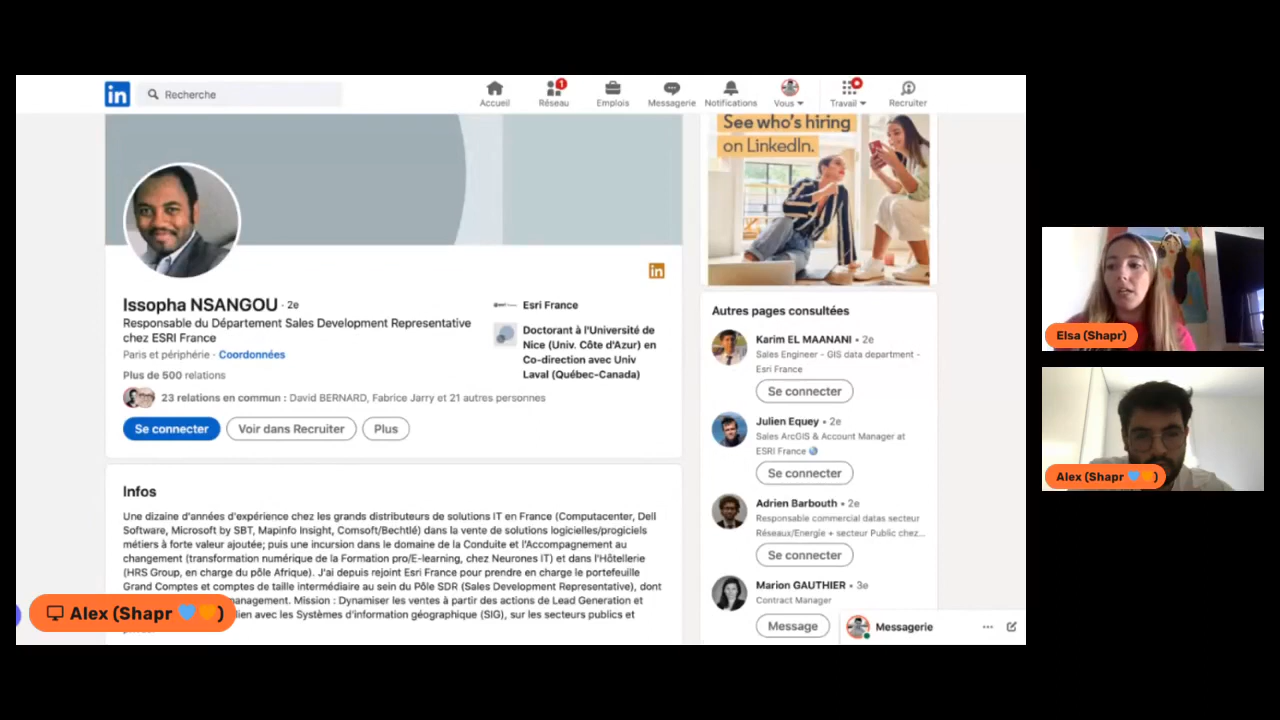 in
Recherche
Accueil
Réseau
1
Emplois
Messagerie
Notifications
Vous
Travail
Recruiter
See who's hiring
on LinkedIn.
in
Issopha NSANGOU · 2e
Responsable du Département Sales Development Representative
chez ESRI France
Paris et périphérie · Coordonnées
Plus de 500 relations
23 relations en commun : David BERNARD, Fabrice Jarry et 21 autres personnes
Se connecter
Voir dans Recruiter
Plus
Esri France
Doctorant à l'Université de
Nice (Univ. Côte d'Azur) en
Co-direction avec Univ
Laval (Québec-Canada)
Infos
Une dizaine d'années d'expérience chez les grands distributeurs de solutions IT en France (Computacenter, Dell
Software, Microsoft by SBT, Mapinfo Insight, Comsoft/Bechtlé) dans la vente de solutions logicielles/progiciels
métiers à forte valeur ajoutée; puis une incursion dans le domaine de la Conduite et l'Accompagnement au
changement (transformation numérique de la Formation pro/E-learning, chez Neurones IT) et dans l'Hôtellerie
(HRS Group, en charge du pôle Afrique). J'ai depuis rejoint Esri France pour prendre en charge le portefeuille
Grand Comptes et comptes de taille intermédiaire au sein du Pôle SDR (Sales Development Representative), dont
management. Mission : Dynamiser les ventes à partir des actions de Lead Generation et
lien avec les Systèmes d'information géographique (SIG), sur les secteurs publics et
Autres pages consultées
Karim EL MAANANI • 2e
Sales Engineer - GIS data department -
Esri France
Se connecter
Julien Equey • 2e
Sales ArcGIS & Account Manager at
ESRI France
Se connecter
Adrien Barbouth • 2e
Responsable commercial datas secteur
Réseaux/Energie + secteur Public chez...
Se connecter
Marion GAUTHIER • 3e
Contract Manager
Message
Messagerie
Alex (Shapr 💙🧡)
Elsa (Shapr)
Alex (Shapr 💙🧡)